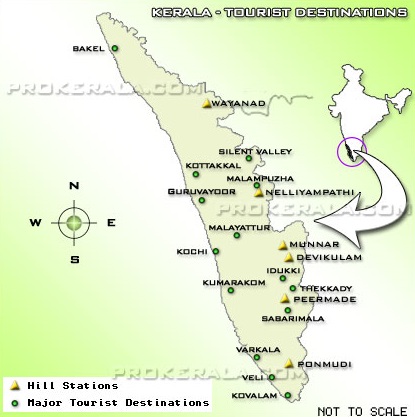 KERALA - TOURIST DESTINATIONS
BAKEL
PROKERALA.COM
WAYANAD
SILENT VALLEY
KOTTAKKAL
MALAMPUZHA
GURUVAYOOR
NELLIYAMPATHI
PROKERALA.COM
N
W E
S
MALAYATTUR
MUNNAR
KOCHI
DEVIKULAM
IDUKKI
KUMARAKOM
THEKKADY
PEERMADE
SABARIMALA
VARKALA
PONMUDI
PROKERALA.COM
VELI
KOVALAM
Hill Stations
Major Tourist Destinations
NOT TO SCALE